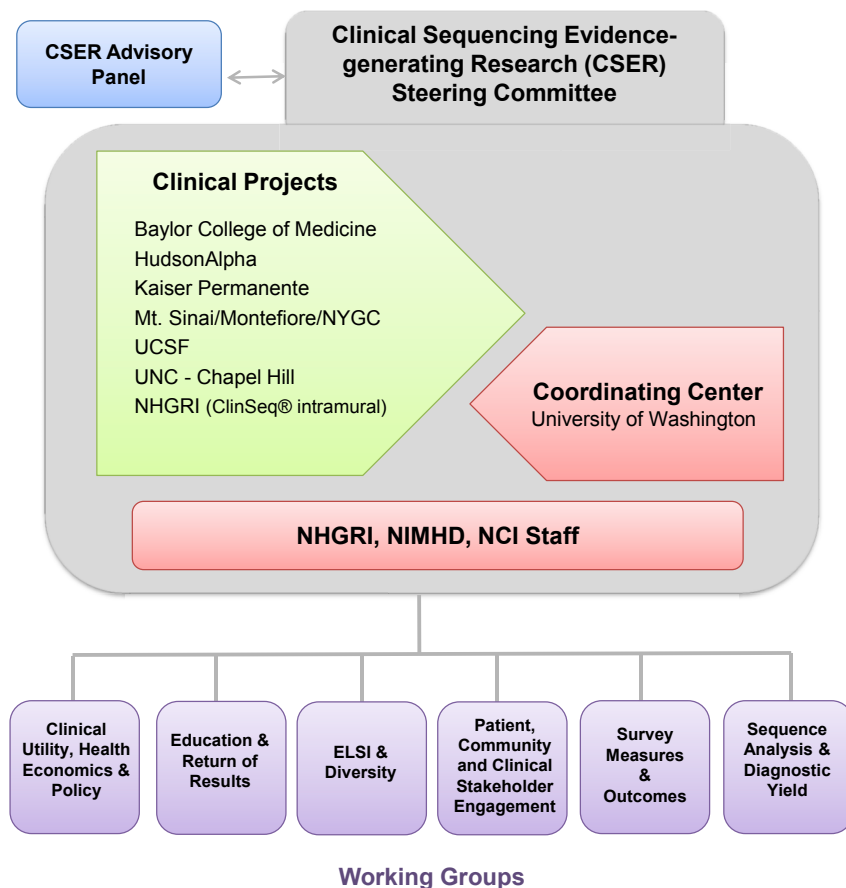 CSER Advisory
Panel
Clinical Sequencing Evidence-
generating Research (CSER)
Steering Committee
Clinical Projects
Baylor College of Medicine
HudsonAlpha
Kaiser Permanente
Mt. Sinai/Montefiore/NYGC
UCSF
UNC - Chapel Hill
NHGRI (ClinSeq® intramural)
Coordinating Center
University of Washington
NHGRI, NIMHD, NCI Staff
Clinical
Utility, Health
Economics &
Policy
Education &
Return of
Results
ELSI &
Diversity
Patient,
Community
and Clinical
Stakeholder
Engagement
Survey
Measures
&
Outcomes
Sequence
Analysis &
Diagnostic
Yield
Working Groups